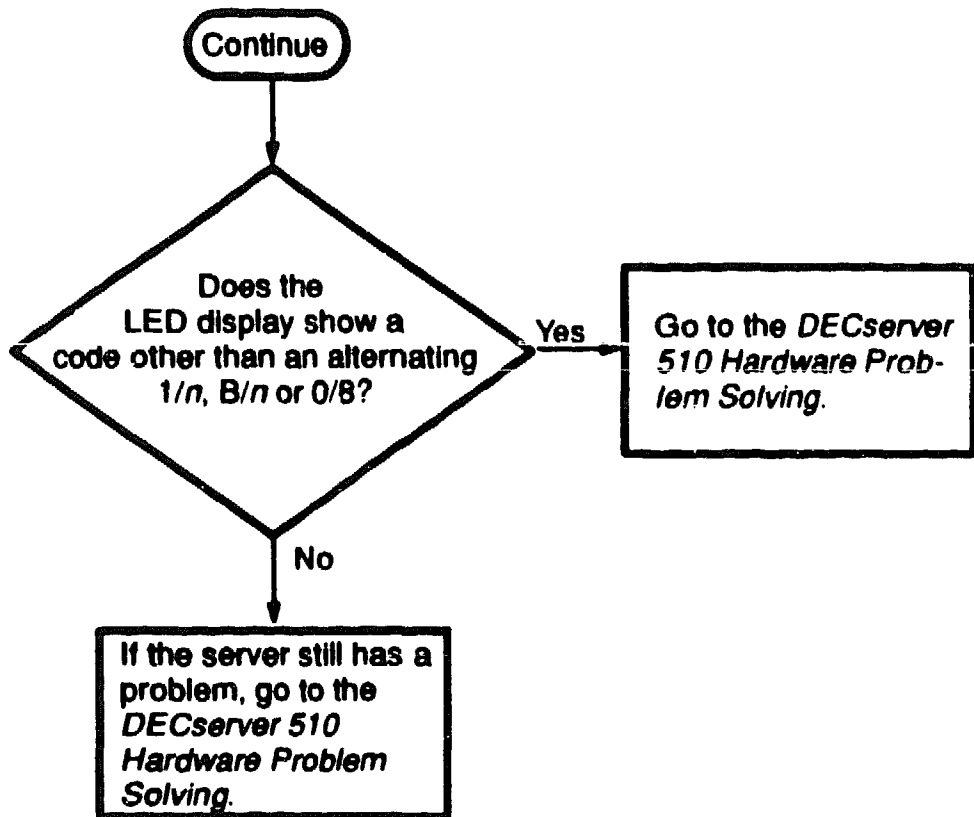 Continue
Does the
LED display show a
code other than an alternating
1/n, B/n or 0/8?
Yes
Go to the DECserver
510 Hardware Prob-
lem Solving.
No
If the server still has a
problem, go to the
DECserver 510
Hardware Problem
Solving.